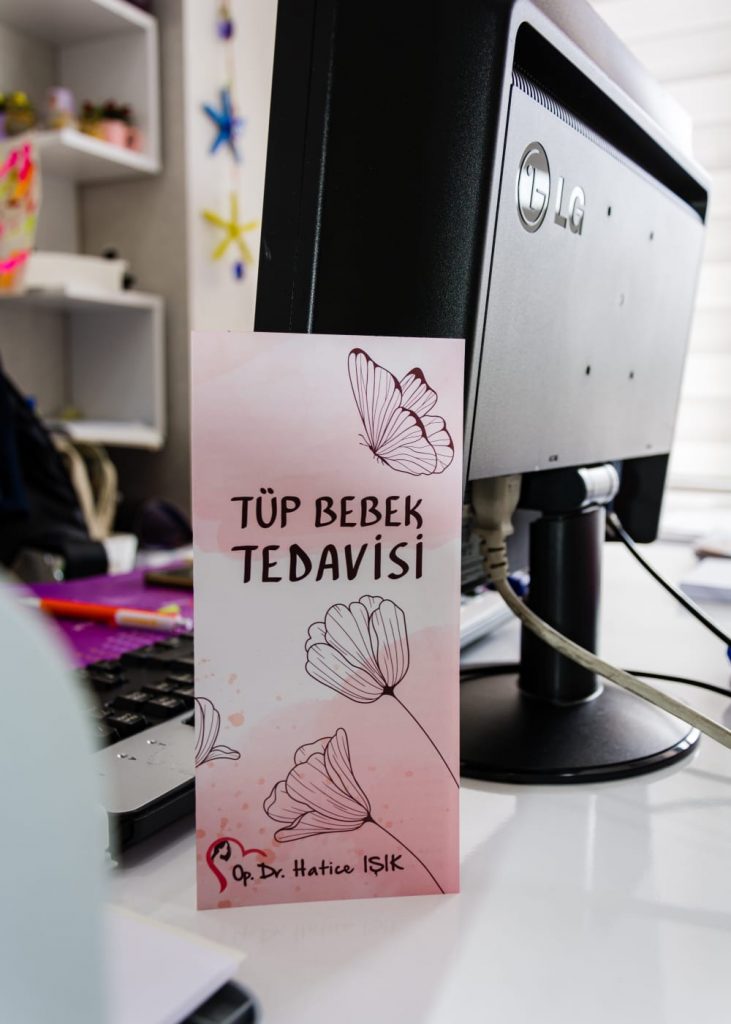 LG
TÜP BEBEK
TEDAVİSİ
Op. Dr. Hatice IŞIK